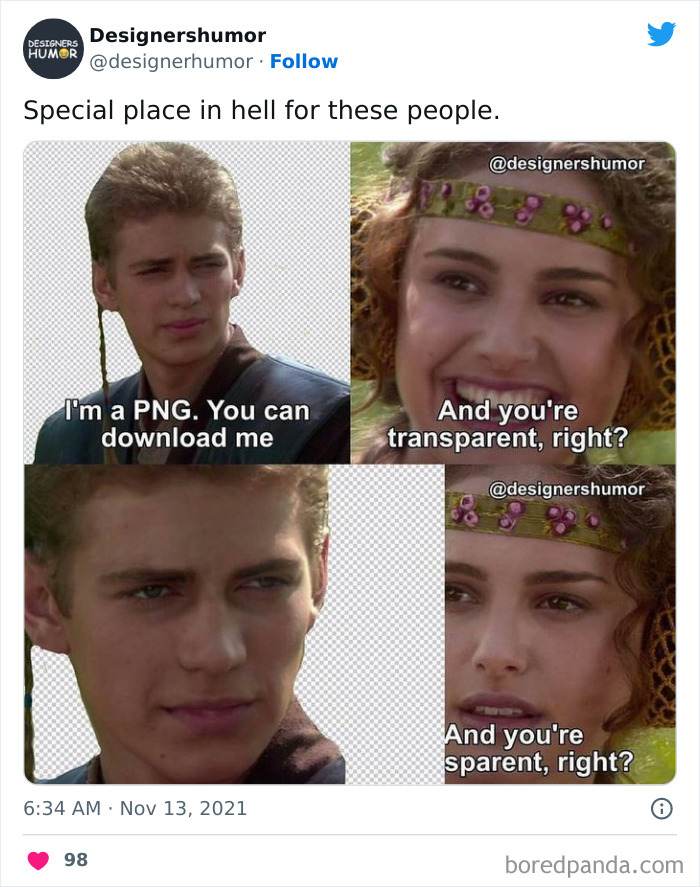 DESIGNERS
HUMOR
Designershumor
@designerhumor · Follow
Special place in hell for these people.
@designershumor
I'm a PNG. You can
download me
And you're
transparent, right?
@designershumor
And you're
sparent, right?
6:34 AM · Nov 13, 2021
98
boredpanda.com